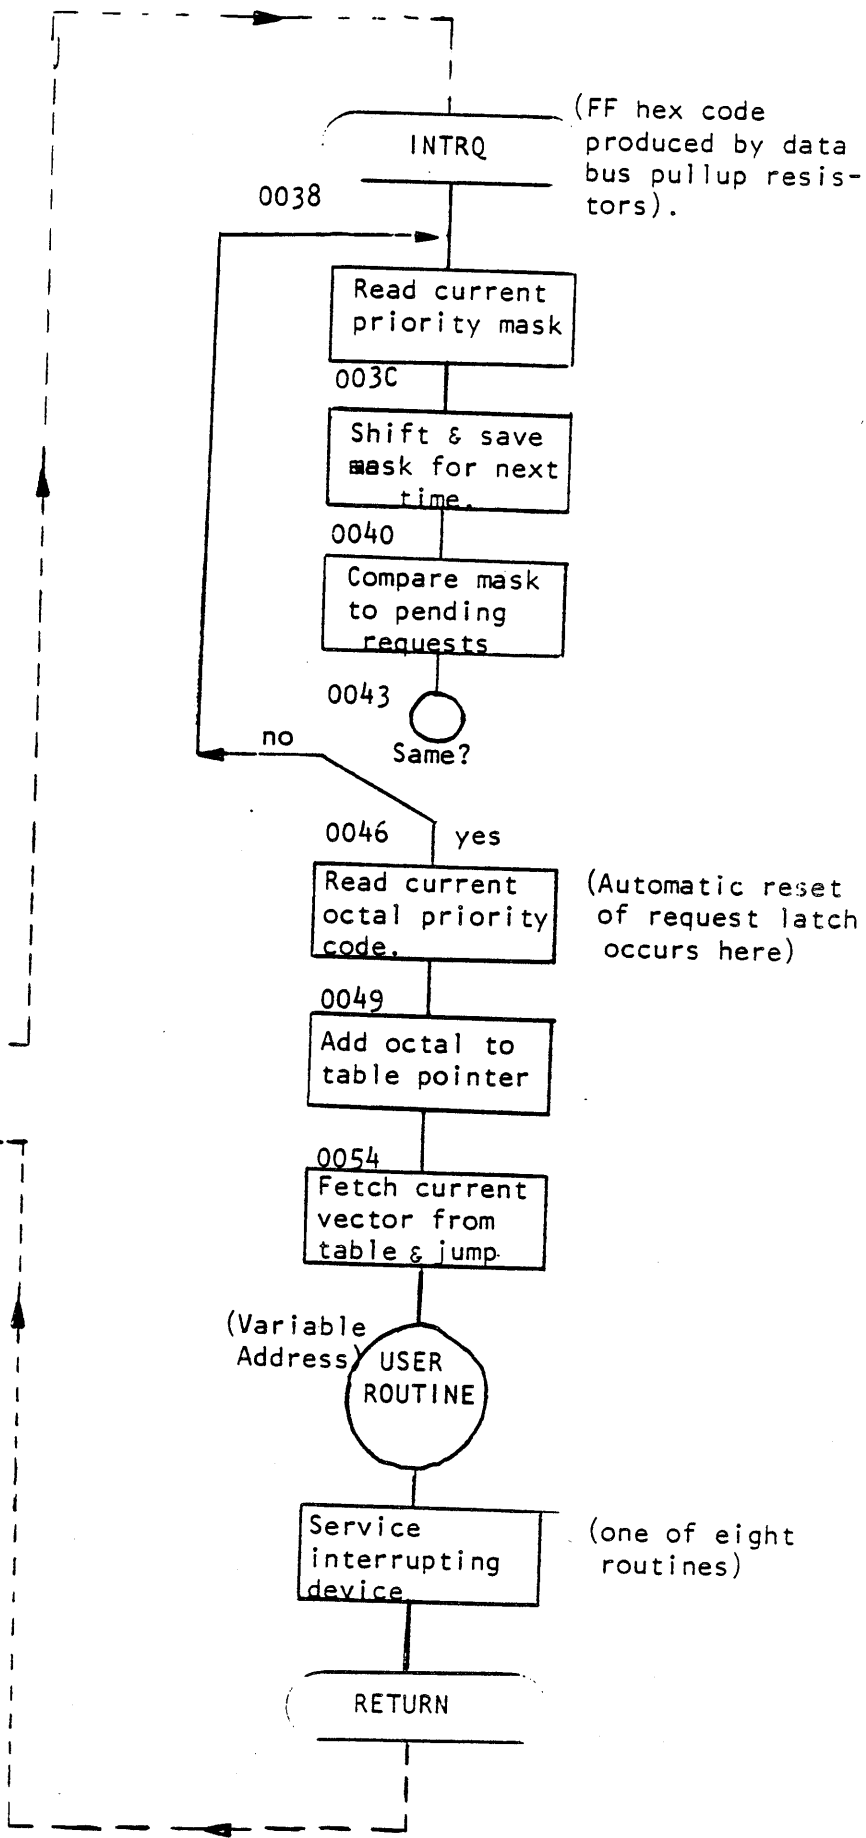 INTRQ
(FF hex code
produced by data
bus pullup resis-
tors).
0038
Read current
priority mask
003C
Shift & save
mask for next
time.
0040
Compare mask
to pending
requests
0043
Same?
no
0046
yes
Read current
octal priority
code.
(Automatic reset
of request latch
occurs here)
0049
Add octal to
table pointer
0054
Fetch current
vector from
table & jump
(Variable
Address)
USER
ROUTINE
Service
interrupting
device
(one of eight
routines)
RETURN